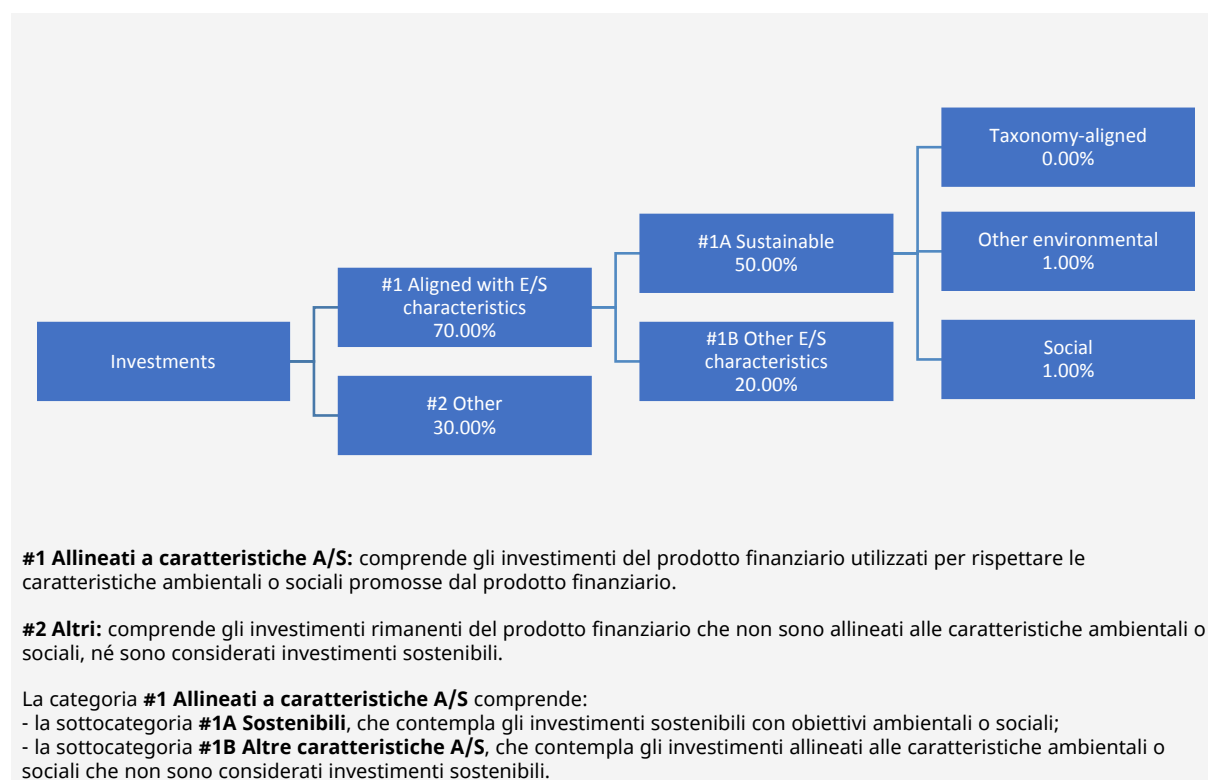 Investments
#1 Aligned with E/S
characteristics
70.00%
#2 Other
30.00%
#1A Sustainable
50.00%
#1B Other E/S
characteristics
20.00%
Taxonomy-aligned
0.00%
Other environmental
1.00%
Social
1.00%
#1 Allineati a caratteristiche A/S: comprende gli investimenti del prodotto finanziario utilizzati per rispettare le
caratteristiche ambientali o sociali promosse dal prodotto finanziario.
#2 Altri: comprende gli investimenti rimanenti del prodotto finanziario che non sono allineati alle caratteristiche ambientali o
sociali, né sono considerati investimenti sostenibili.
La categoria #1 Allineati a caratteristiche A/S comprende:
- la sottocategoria #1A Sostenibili, che contempla gli investimenti sostenibili con obiettivi ambientali o sociali;
- la sottocategoria #1B Altre caratteristiche A/S, che contempla gli investimenti allineati alle caratteristiche ambientali o
sociali che non sono considerati investimenti sostenibili.